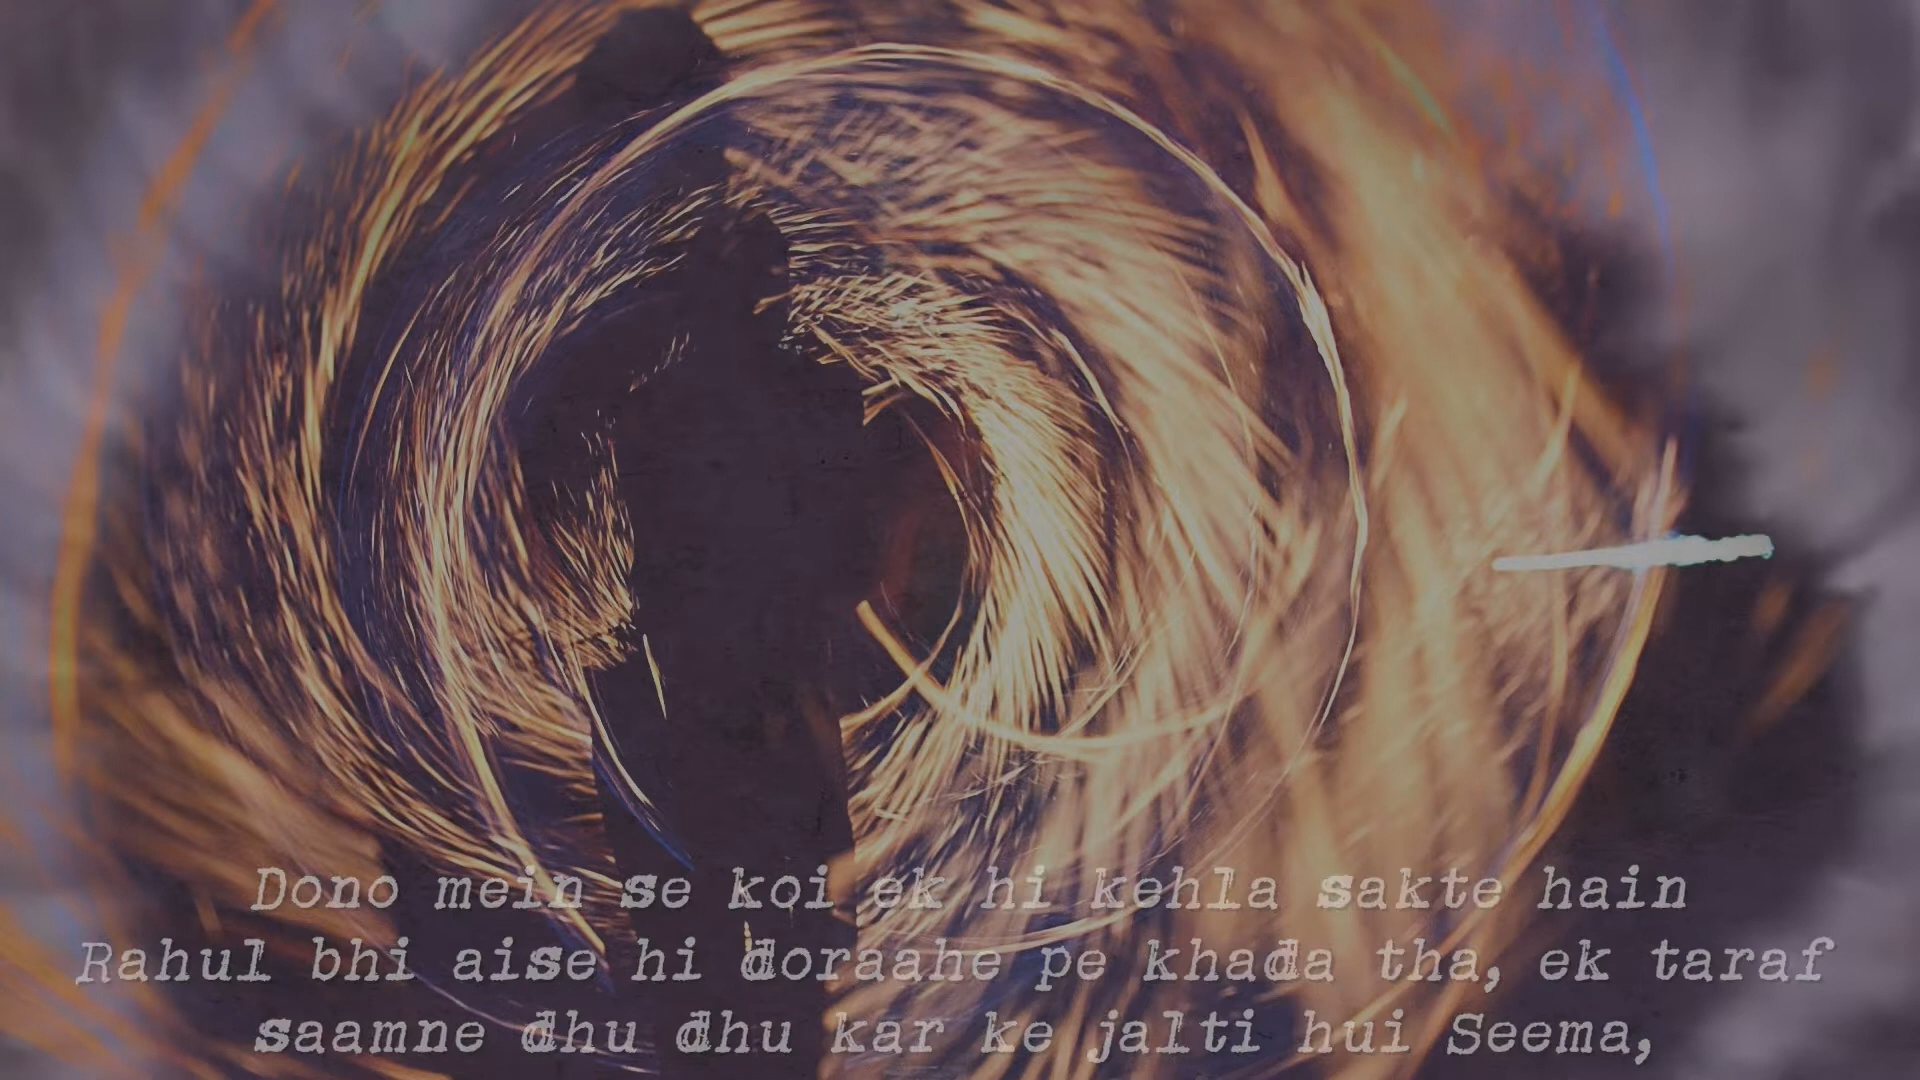 Dono mein se koi ek hi kehla sakte hain
Rahul bhi aise hi doraahe pe khada tha, ek taraf
saamne dhu dhu kar ke jalti hui Seema,